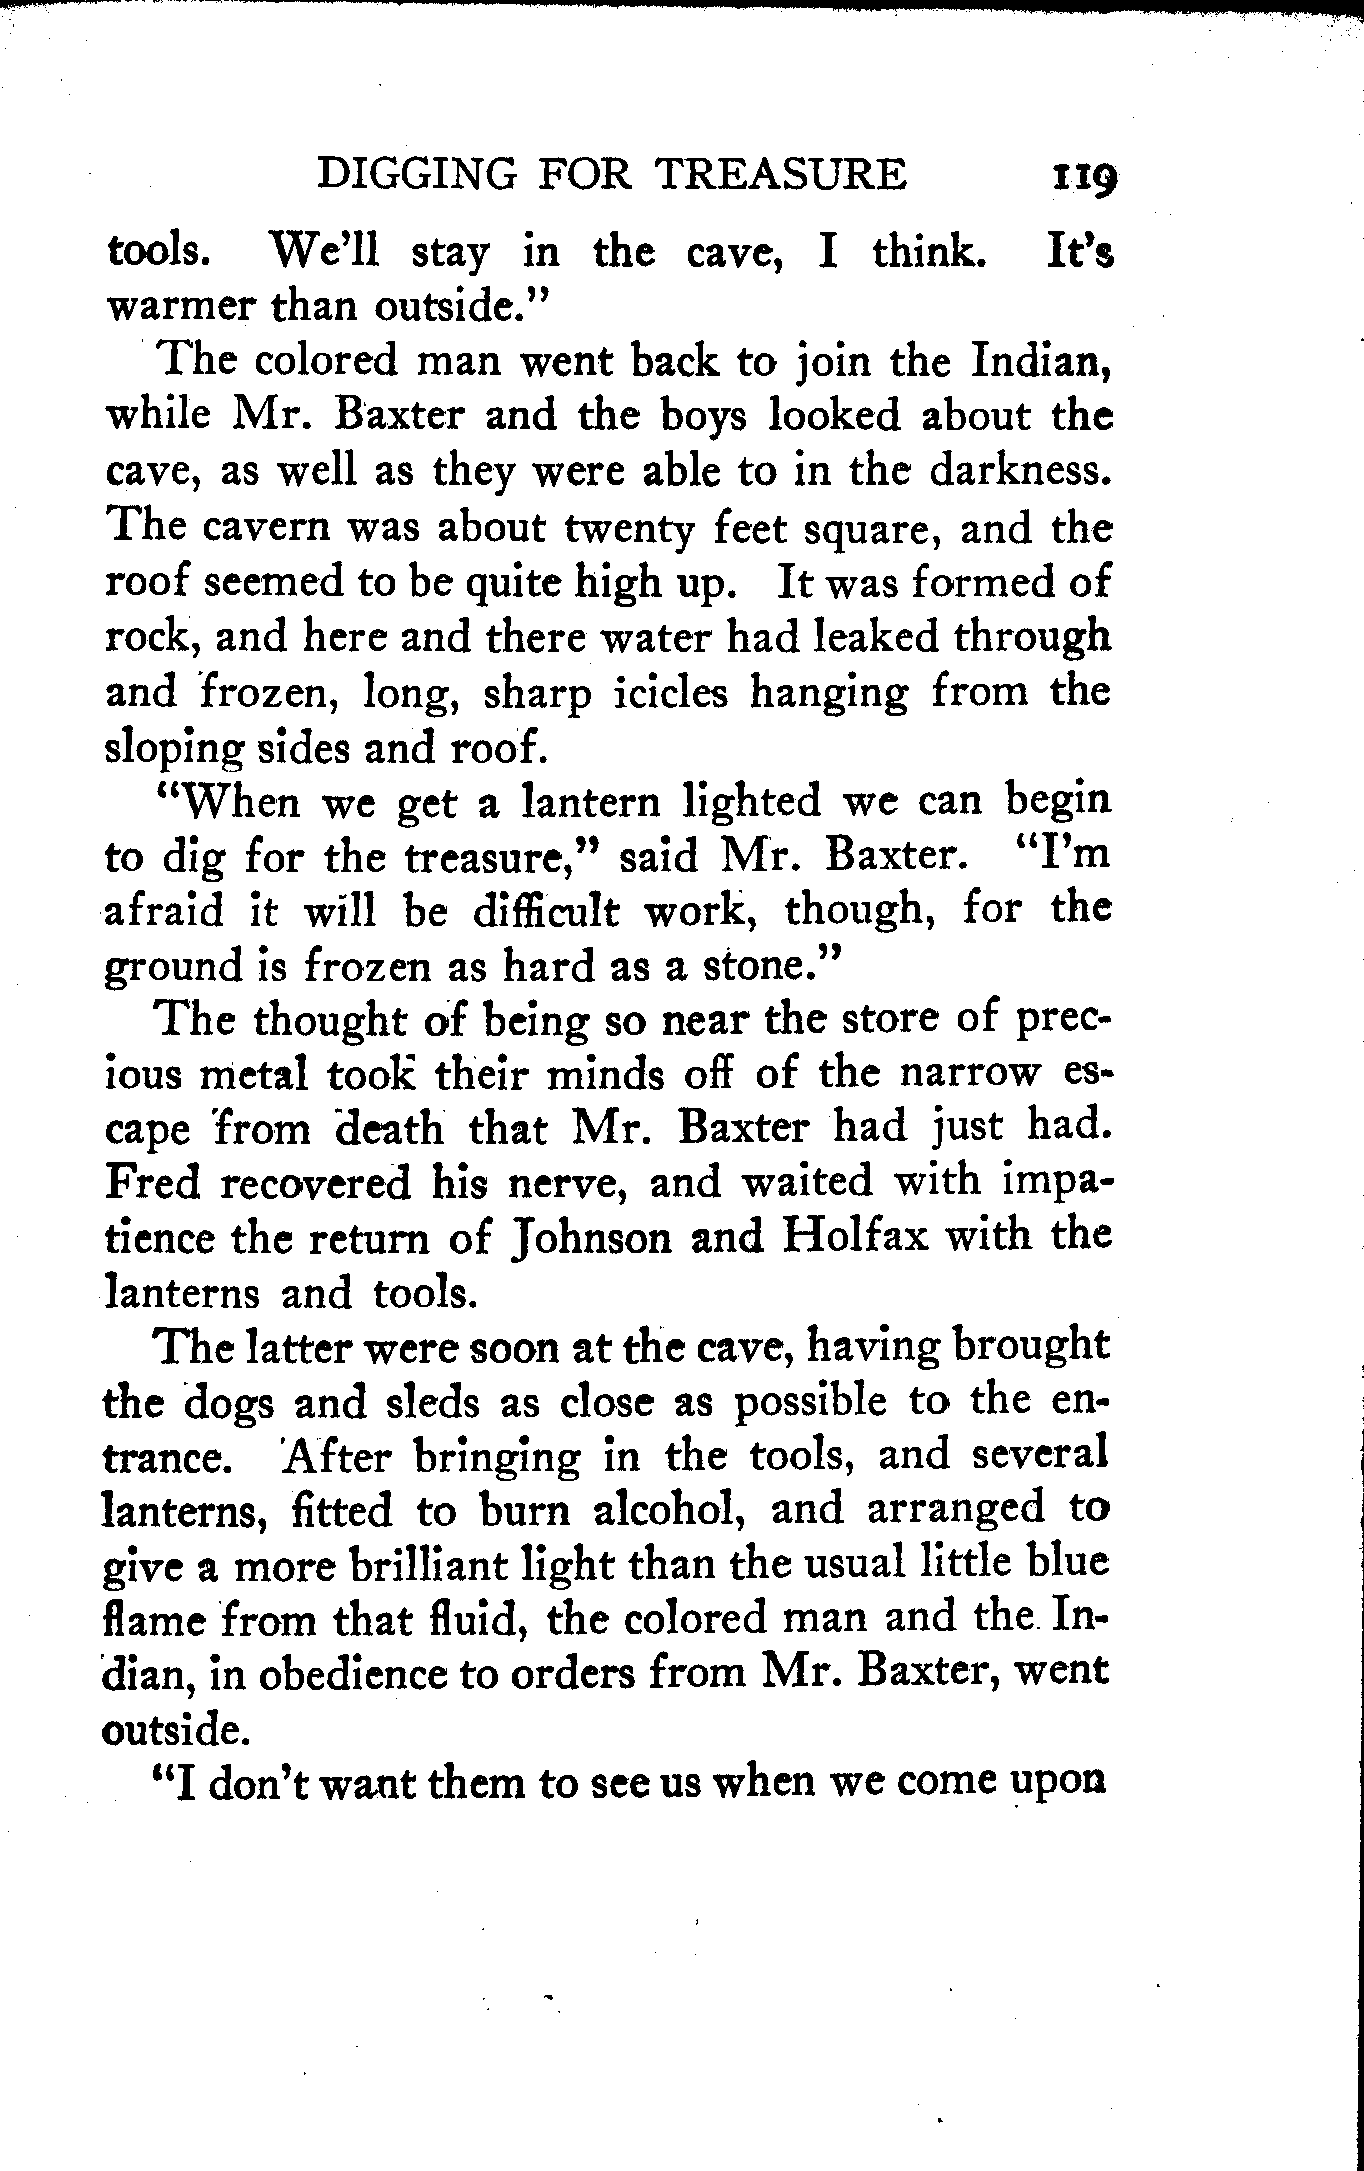 DIGGING FOR TREASURE 119
tools. We'll stay in the cave, I think. It's
warmer than outside."
The colored man went back to join the Indian,
while Mr. Baxter and the boys looked about the
cave, as well as they were able to in the darkness.
The cavern was about twenty feet square, and the
roof seemed to be quite high up. It was formed of
rock, and here and there water had leaked through
and frozen, long, sharp icicles hanging from the
sloping sides and roof.
"When we get a lantern lighted we can begin
to dig for the treasure," said Mr. Baxter. "I'm
afraid it will be difficult work, though, for the
ground is frozen as hard as a stone."
The thought of being so near the store of prec-
ious metal took their minds off of the narrow es-
cape from death that Mr. Baxter had just had.
Fred recovered his nerve, and waited with impa-
tience the return of Johnson and Holfax with the
lanterns and tools.
The latter were soon at the cave, having brought
the dogs and sleds as close as possible to the en-
trance. After bringing in the tools, and several
lanterns, fitted to burn alcohol, and arranged to
give a more brilliant light than the usual little blue
flame from that fluid, the colored man and the In-
dian, in obedience to orders from Mr. Baxter, went
outside.
"I don't want them to see us when we come upon